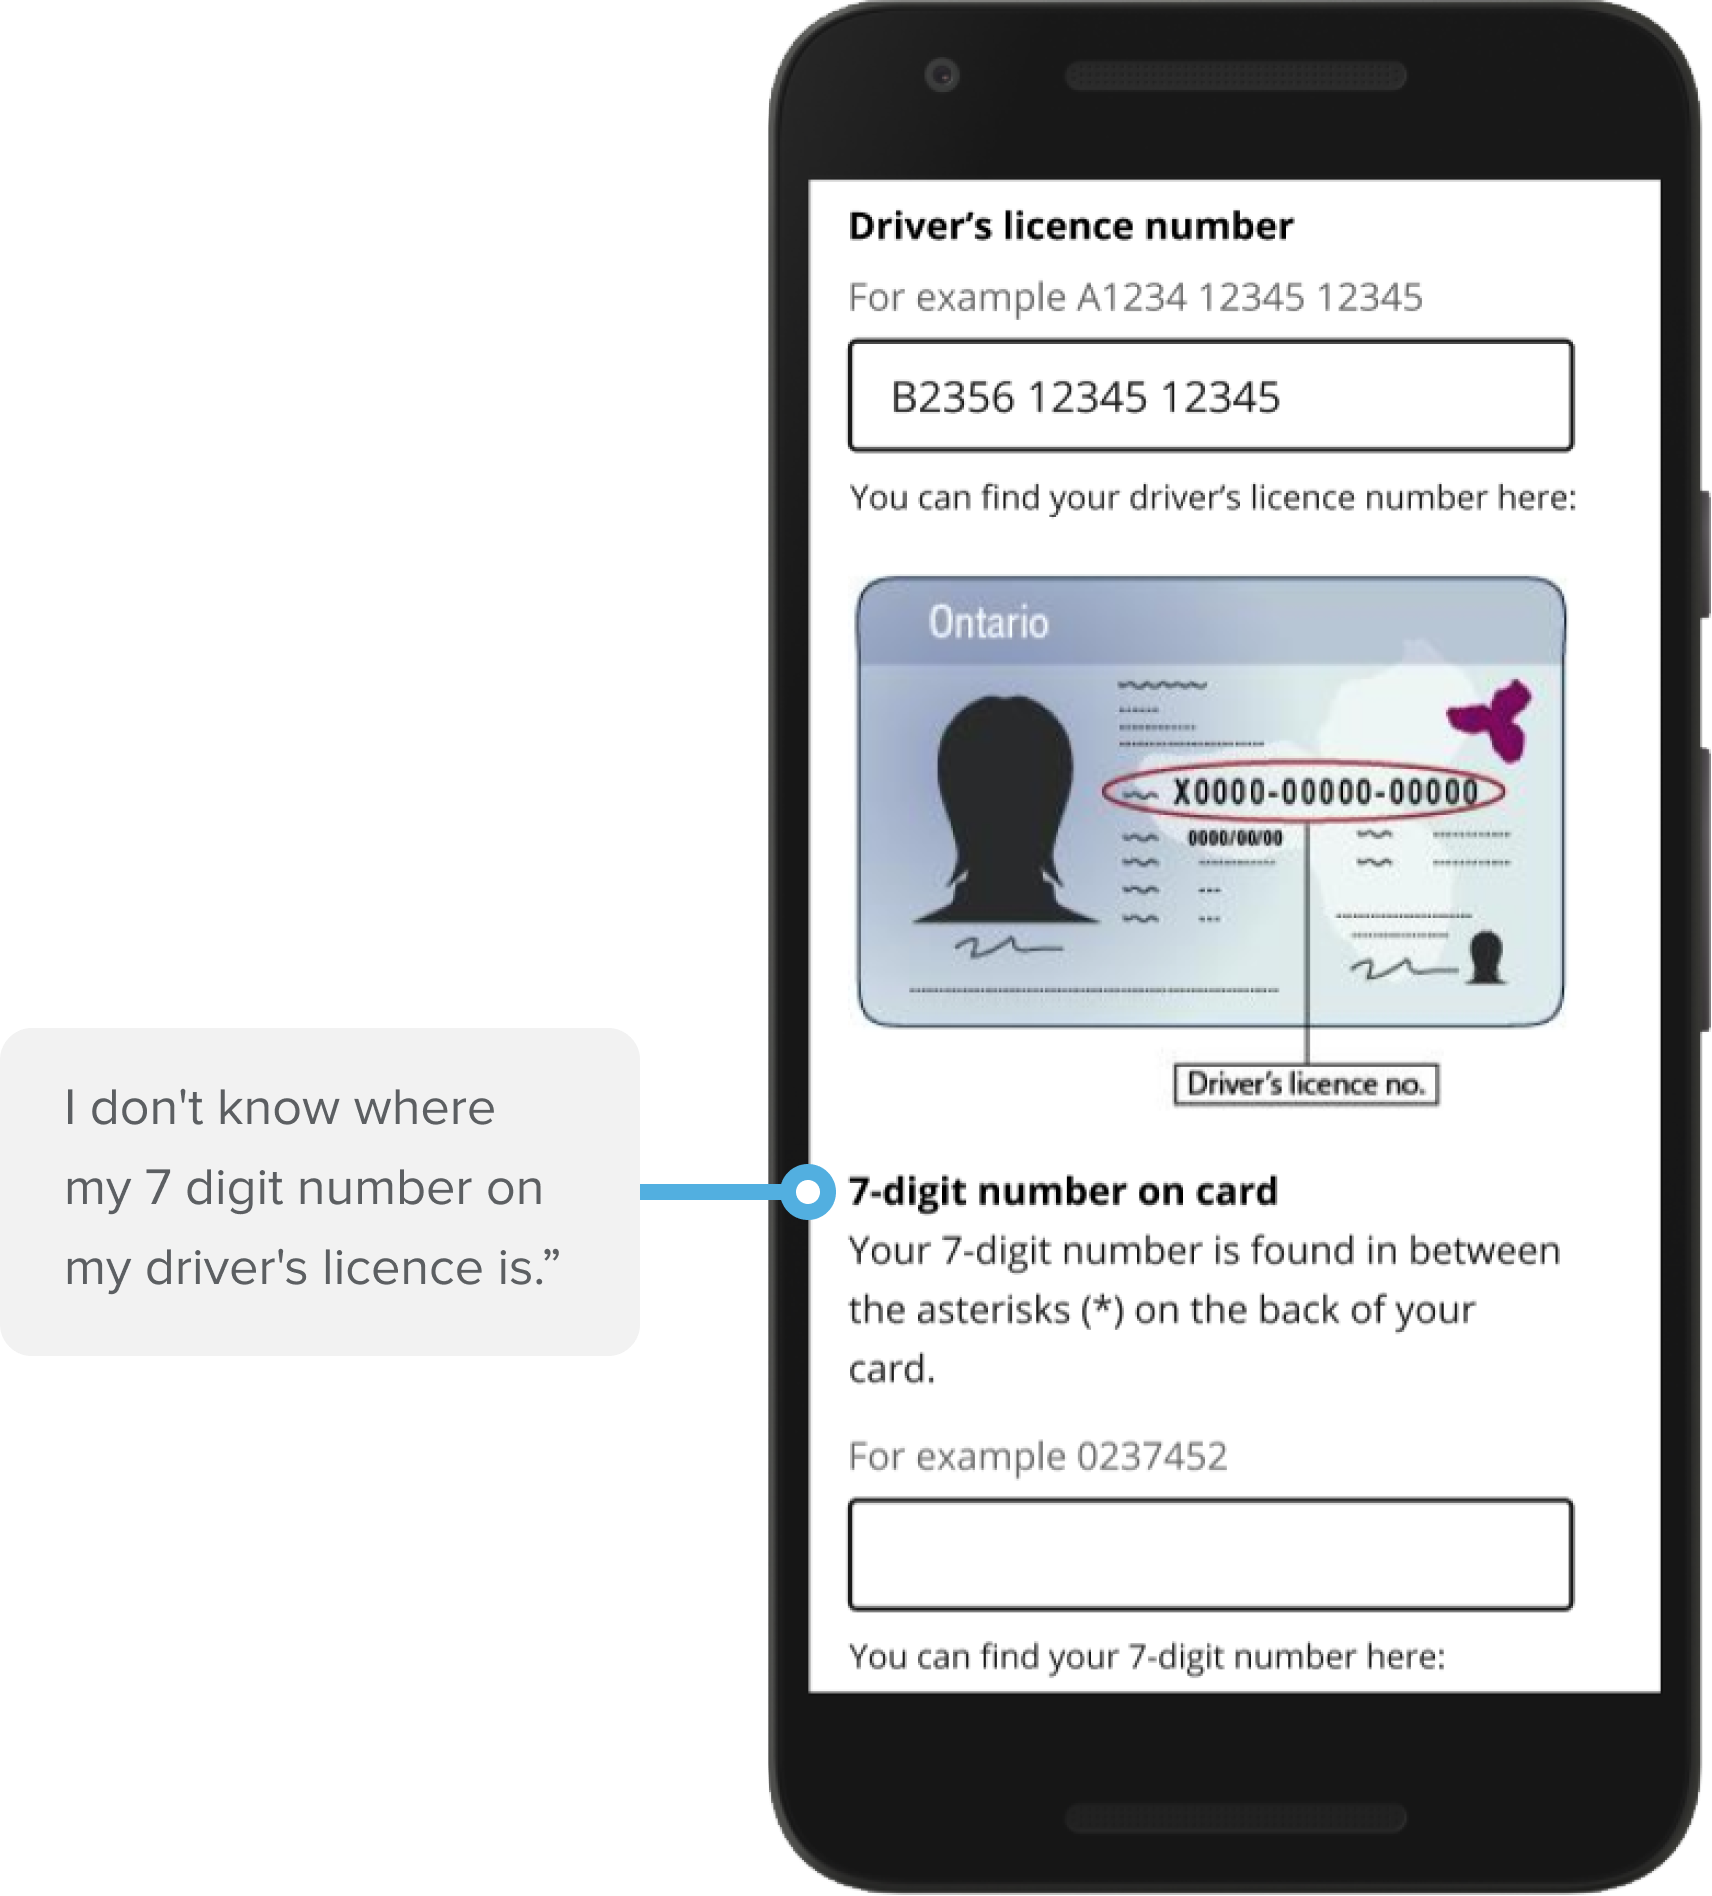 Driver’s licence number
For example A1234 12345 12345
B2356 12345 12345
You can find your driver’s licence number here:
Ontario
X0000-00000-00000
0000/00/00
Driver’s licence no.
I don't know where
my 7 digit number on
my driver's licence is.”
7-digit number on card
Your 7-digit number is found in between
the asterisks (*) on the back of your
card.
For example 0237452
You can find your 7-digit number here: